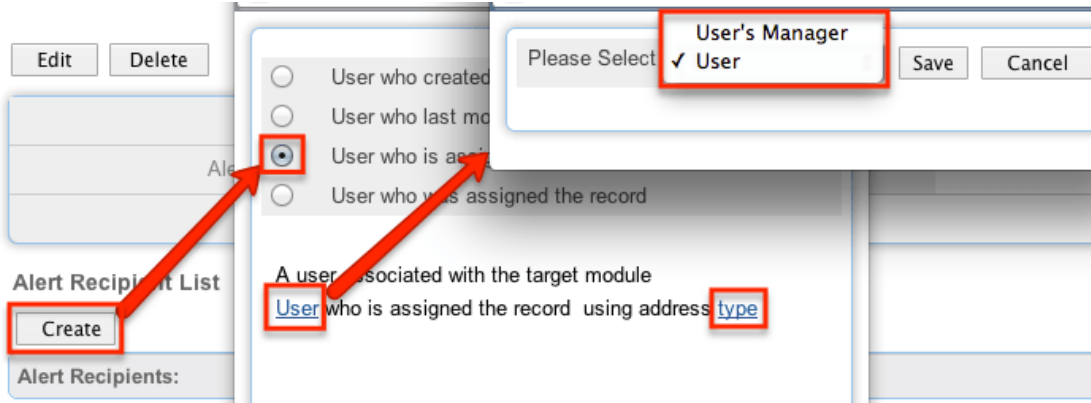 Edit Delete
Ale
Alert Recipient List
Create
Alert Recipients:
User who created
User who last mo
User who is assig
User who was assigned the record
A user associated with the target module
User who is assigned the record using address type
Please Select
User's Manager
✓ User
Save Cancel